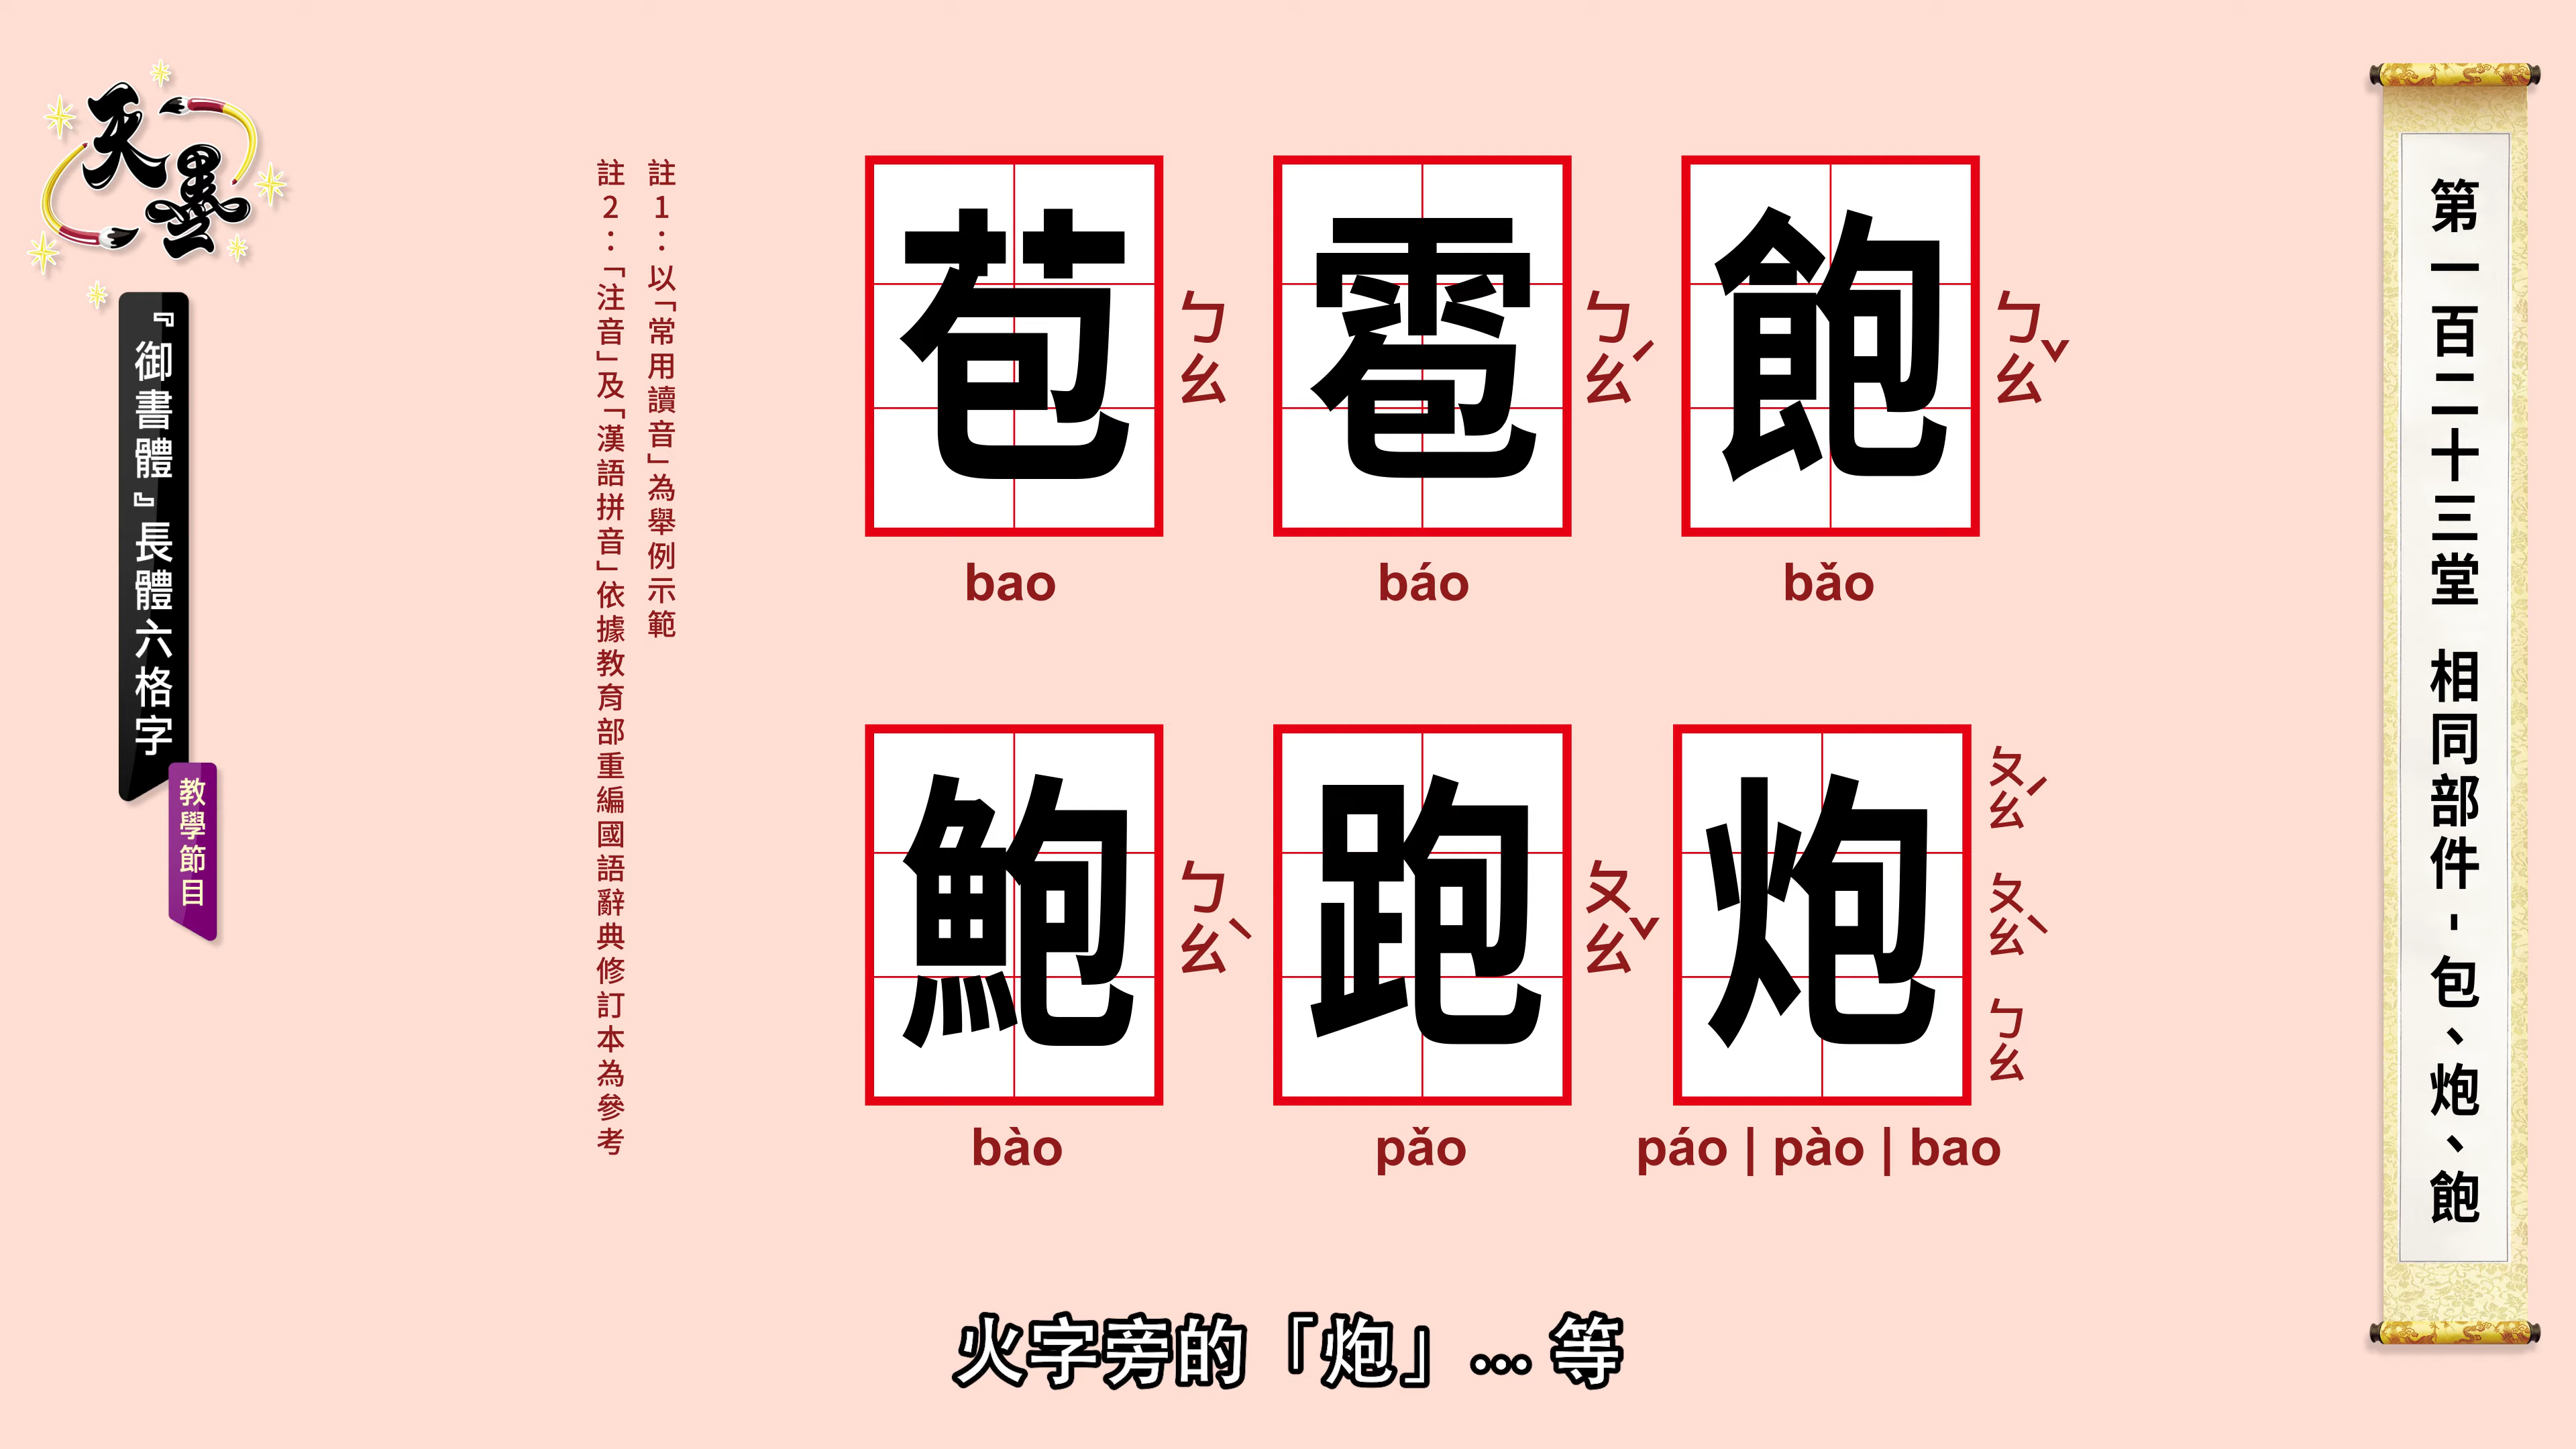 天墨
『御書體』長體六格字
教學節目
註1：以「常用讀音」為舉例示範
註2：「注音」及「漢語拼音」依據教育部重編國語辭典修訂本為參考
苞 ㄅㄠ
bao
雹 ㄅㄠˊ
báo
飽 ㄅㄠˇ
bǎo
鮑 ㄅㄠˋ
bào
跑 ㄆㄠˇ
pǎo
炮 ㄆㄠˊ ㄆㄠˋ ㄅㄠ
páo | pào | bao
第一百二十三堂 相同部件-包、炮、飽
火字旁的「炮」... 等